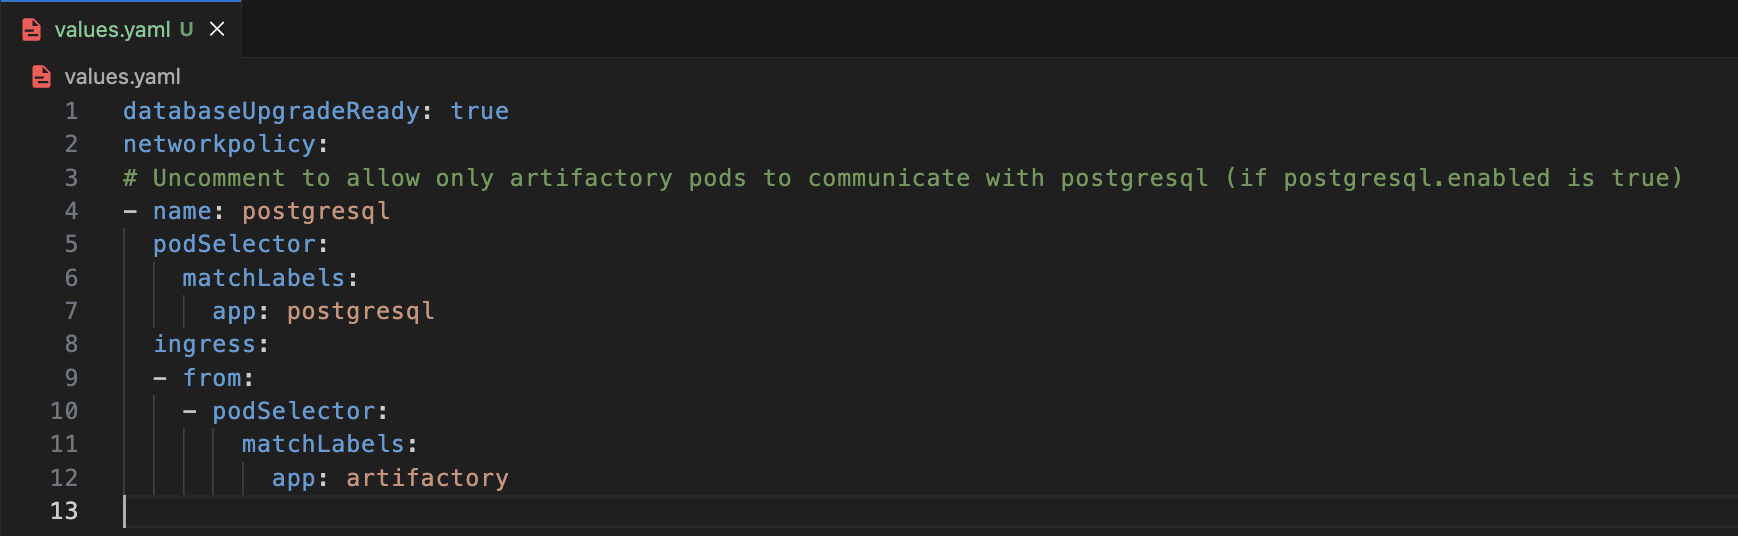 values.yaml U
values.yaml
1 databaseUpgradeReady: true
2 networkpolicy:
3 # Uncomment to allow only artifactory pods to communicate with postgresql (if postgresql.enabled is true)
4 - name: postgresql
5   podSelector:
6     matchLabels:
7       app: postgresql
8   ingress:
9   - from:
10     - podSelector:
11         matchLabels:
12           app: artifactory
13